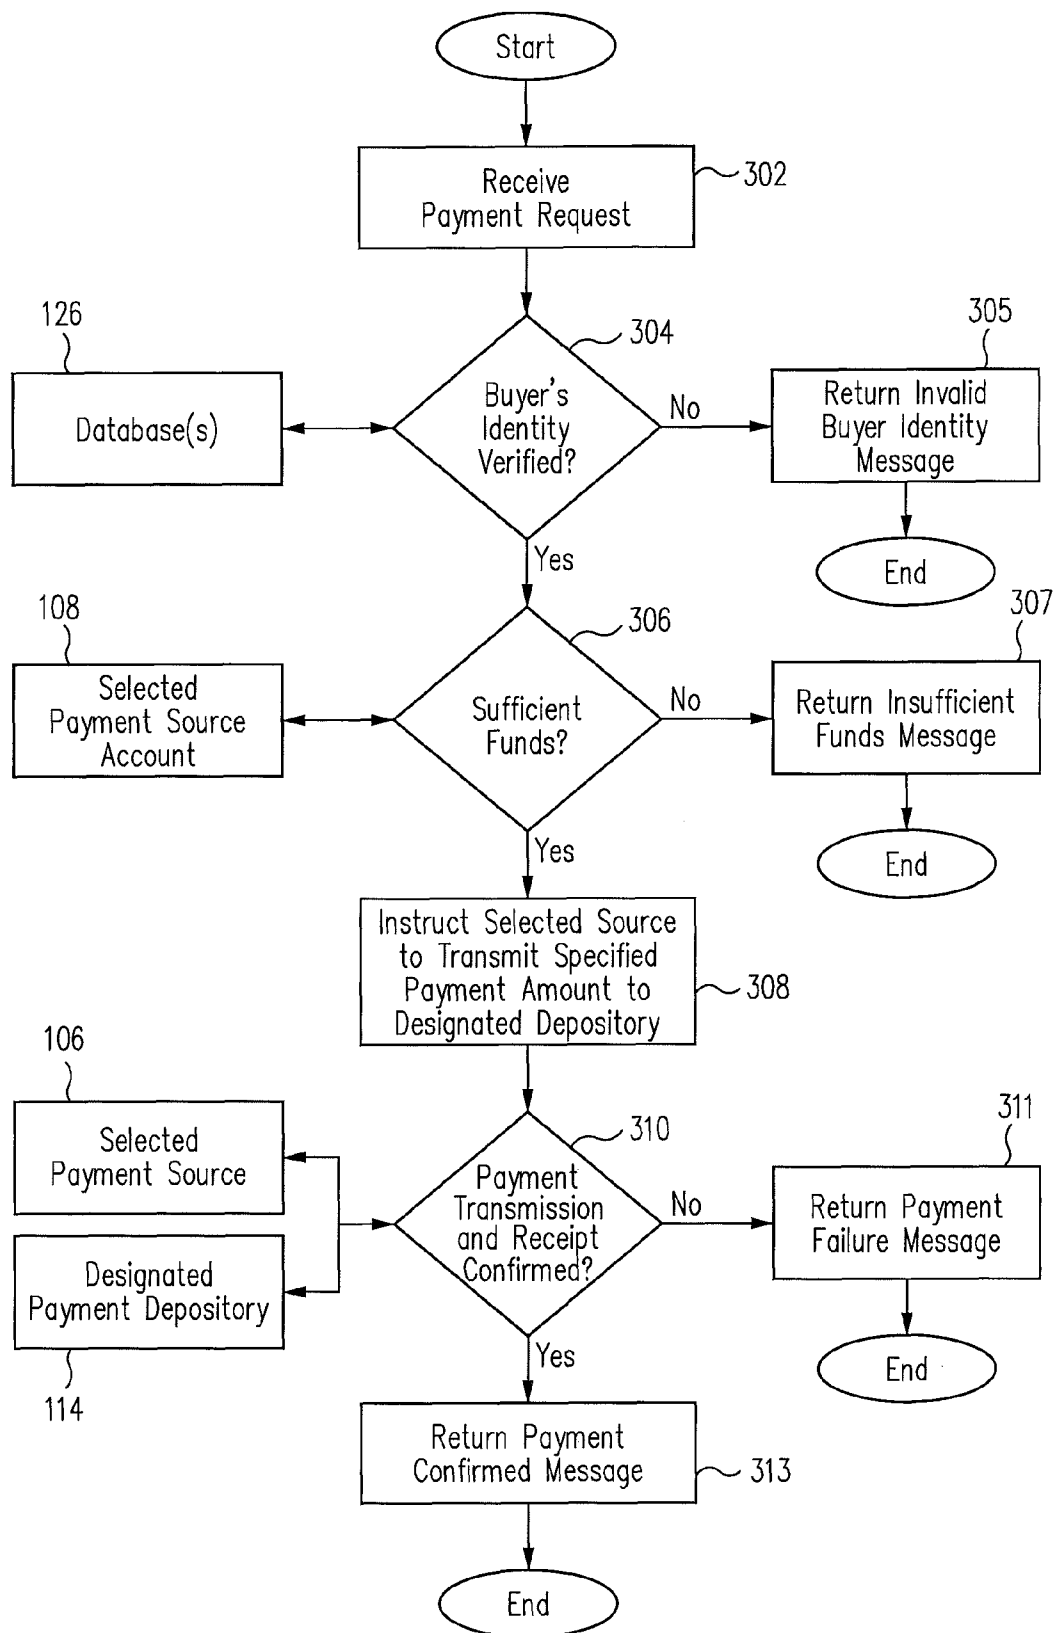 Start
Receive
Payment Request
302
126
Database(s)
304
Buyer's
Identity
Verified?
No
305
Return Invalid
Buyer Identity
Message
End
Yes
108
Selected
Payment Source
Account
306
Sufficient
Funds?
No
307
Return Insufficient
Funds Message
End
Yes
Instruct Selected Source
to Transmit Specified
Payment Amount to
Designated Depository
308
106
Selected
Payment Source
Designated
Payment Depository
114
310
Payment
Transmission
and Receipt
Confirmed?
No
311
Return Payment
Failure Message
End
Yes
Return Payment
Confirmed Message
313
End